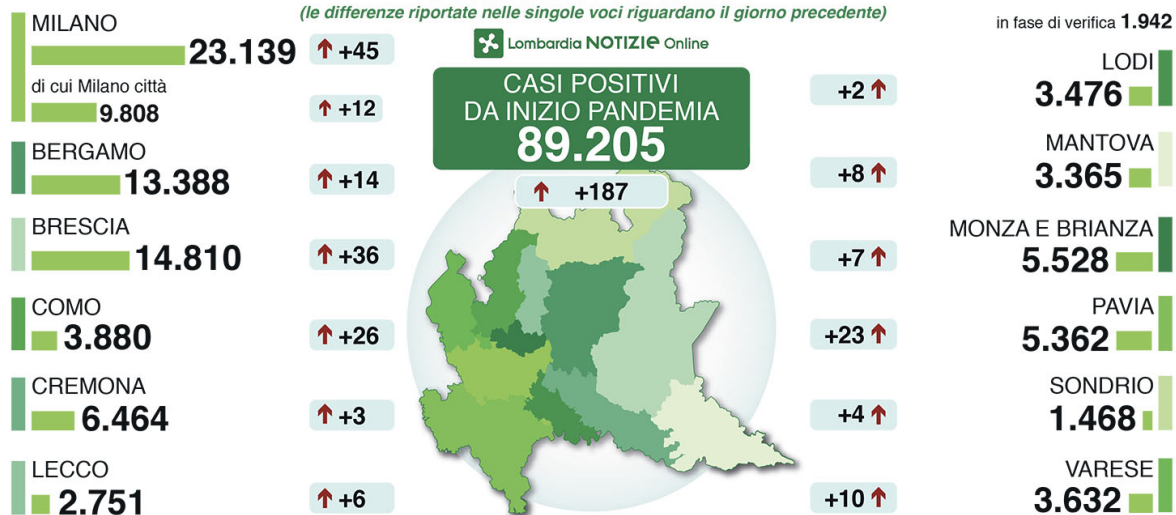 (le differenze riportate nelle singole voci riguardano il giorno precedente)
Lombardia NOTIZIE Online
CASI POSITIVI
DA INIZIO PANDEMIA
89.205
+187
MILANO
23.139 +45
di cui Milano città
9.808 +12
BERGAMO
13.388 +14
BRESCIA
14.810 +36
COMO
3.880 +26
CREMONA
6.464 +3
LECCO
2.751 +6
in fase di verifica 1.942
LODI
+2 3.476
MANTOVA
+8 3.365
MONZA E BRIANZA
+7 5.528
PAVIA
+23 5.362
SONDRIO
+4 1.468
VARESE
+10 3.632